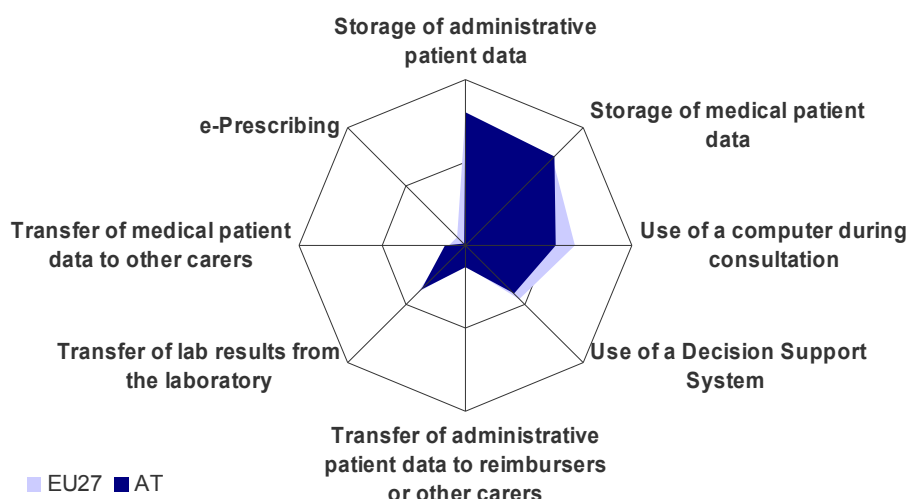 Storage of administrative
patient data
Storage of medical patient
data
e-Prescribing
Use of a computer during
consultation
Transfer of medical patient
data to other carers
Use of a Decision Support
System
Transfer of lab results from
the laboratory
Transfer of administrative
patient data to reimbursers
or other carers
EU27 AT